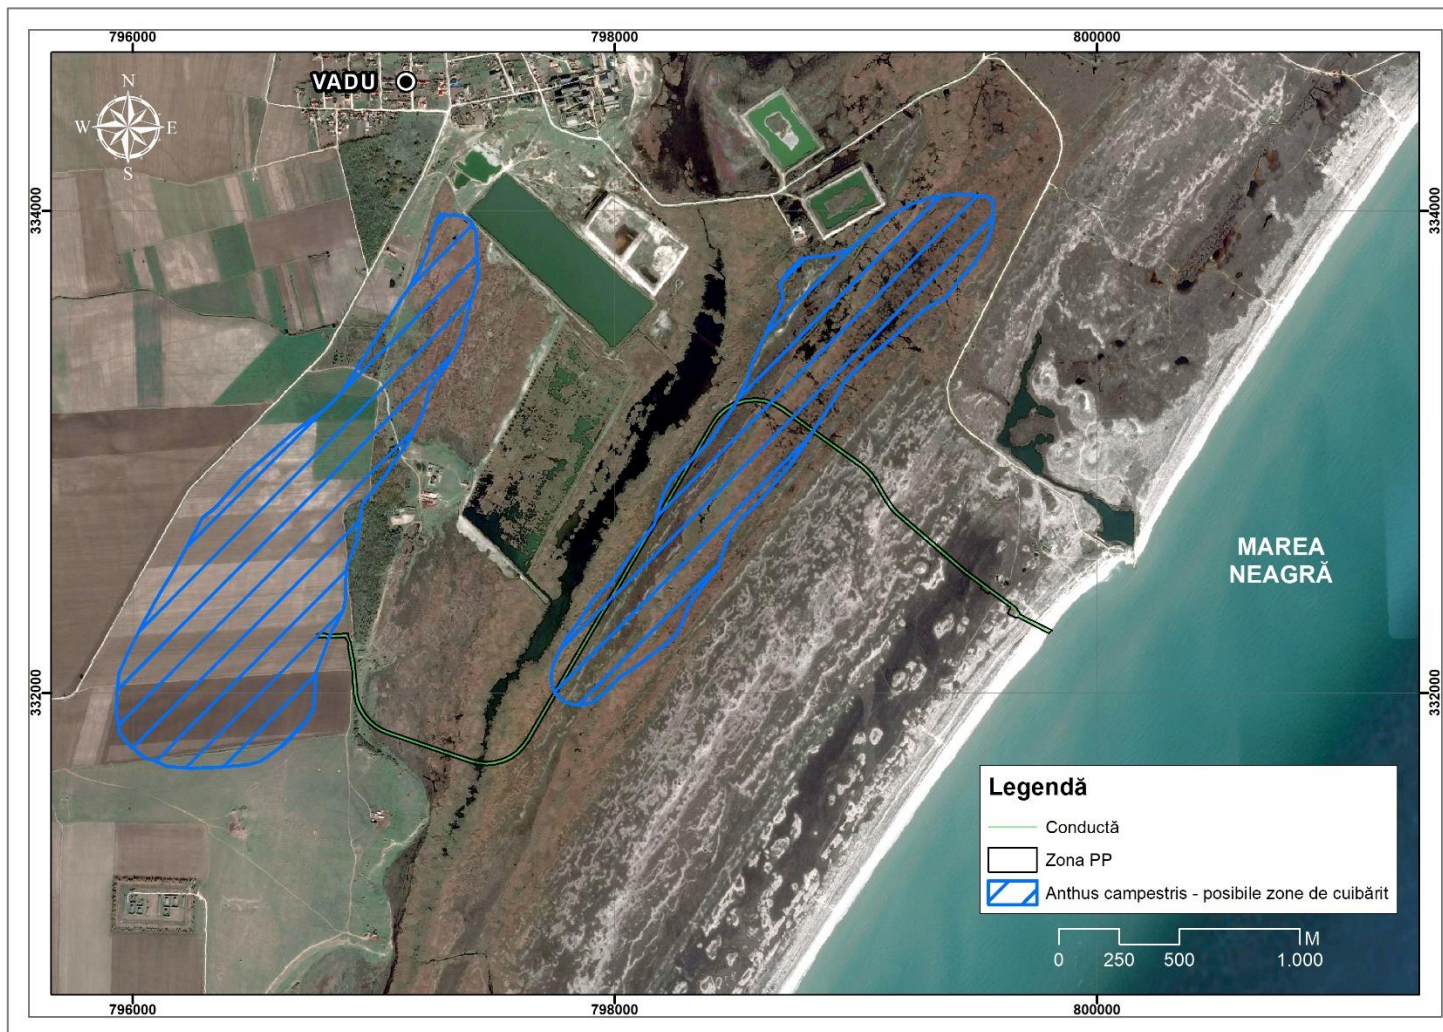 796000
798000
800000
VADU
N
W
E
S
334000
334000
MAREA
NEAGRĂ
332000
332000
Legendă
Conductă
Zona PP
Anthus campestris - posibile zone de cuibărit
M
0 250 500 1.000
796000
798000
800000